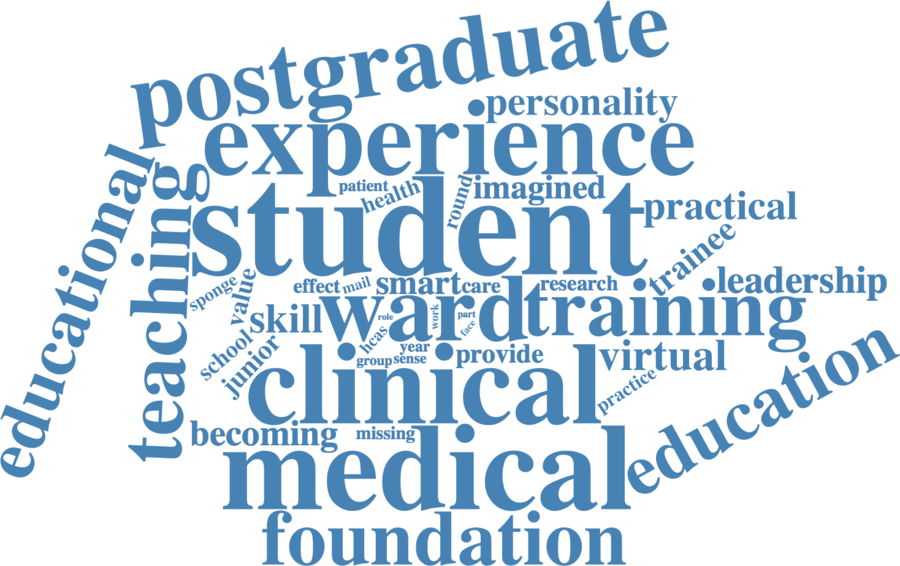 postgraduate
personality
experience
educational
teaching
patient
health
round
imagined
student
practical
trainee
sponge
value
effect
mail
smart
care
research
leadership
skill
ward
role
work
part
face
training
school
junior
hcas
year
group
sense
provide
virtual
clinical
practice
becoming
missing
education
medical
foundation